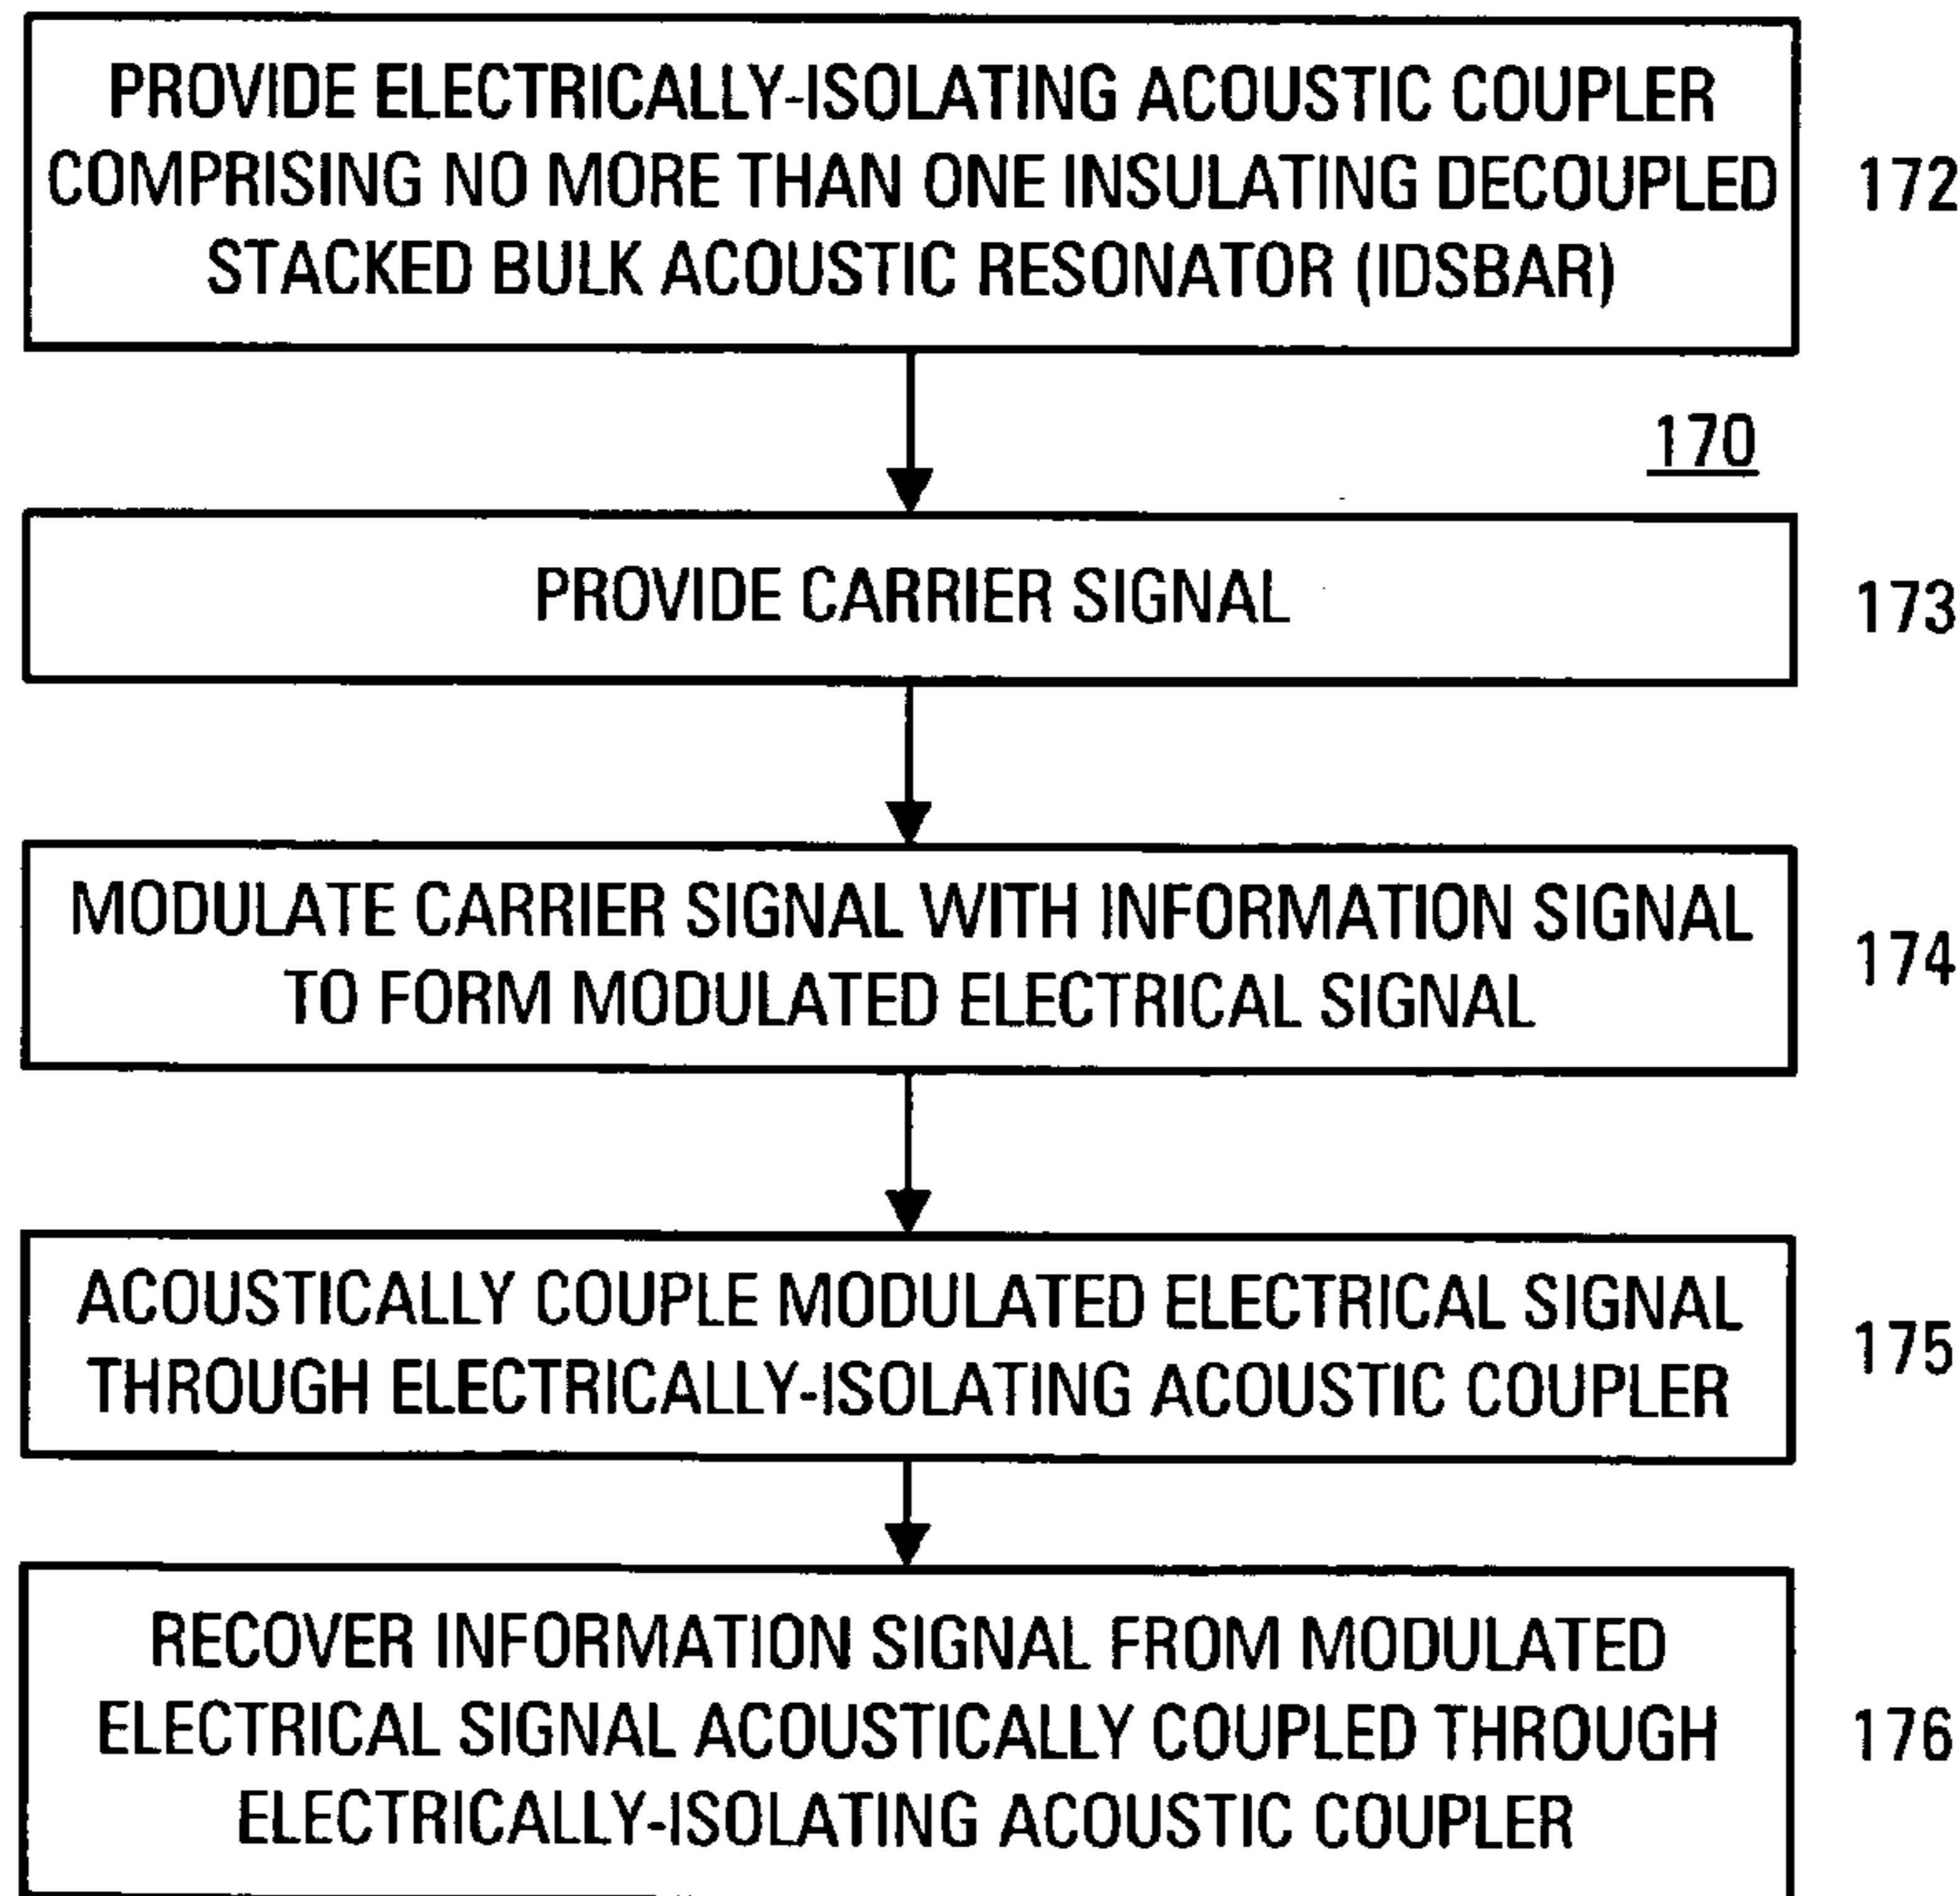 PROVIDE ELECTRICALLY-ISOLATING ACOUSTIC COUPLER
COMPRISING NO MORE THAN ONE INSULATING DECOUPLED
STACKED BULK ACOUSTIC RESONATOR (IDSBAR)
172
170
PROVIDE CARRIER SIGNAL
173
MODULATE CARRIER SIGNAL WITH INFORMATION SIGNAL
TO FORM MODULATED ELECTRICAL SIGNAL
174
ACOUSTICALLY COUPLE MODULATED ELECTRICAL SIGNAL
THROUGH ELECTRICALLY-ISOLATING ACOUSTIC COUPLER
175
RECOVER INFORMATION SIGNAL FROM MODULATED
ELECTRICAL SIGNAL ACOUSTICALLY COUPLED THROUGH
ELECTRICALLY-ISOLATING ACOUSTIC COUPLER
176